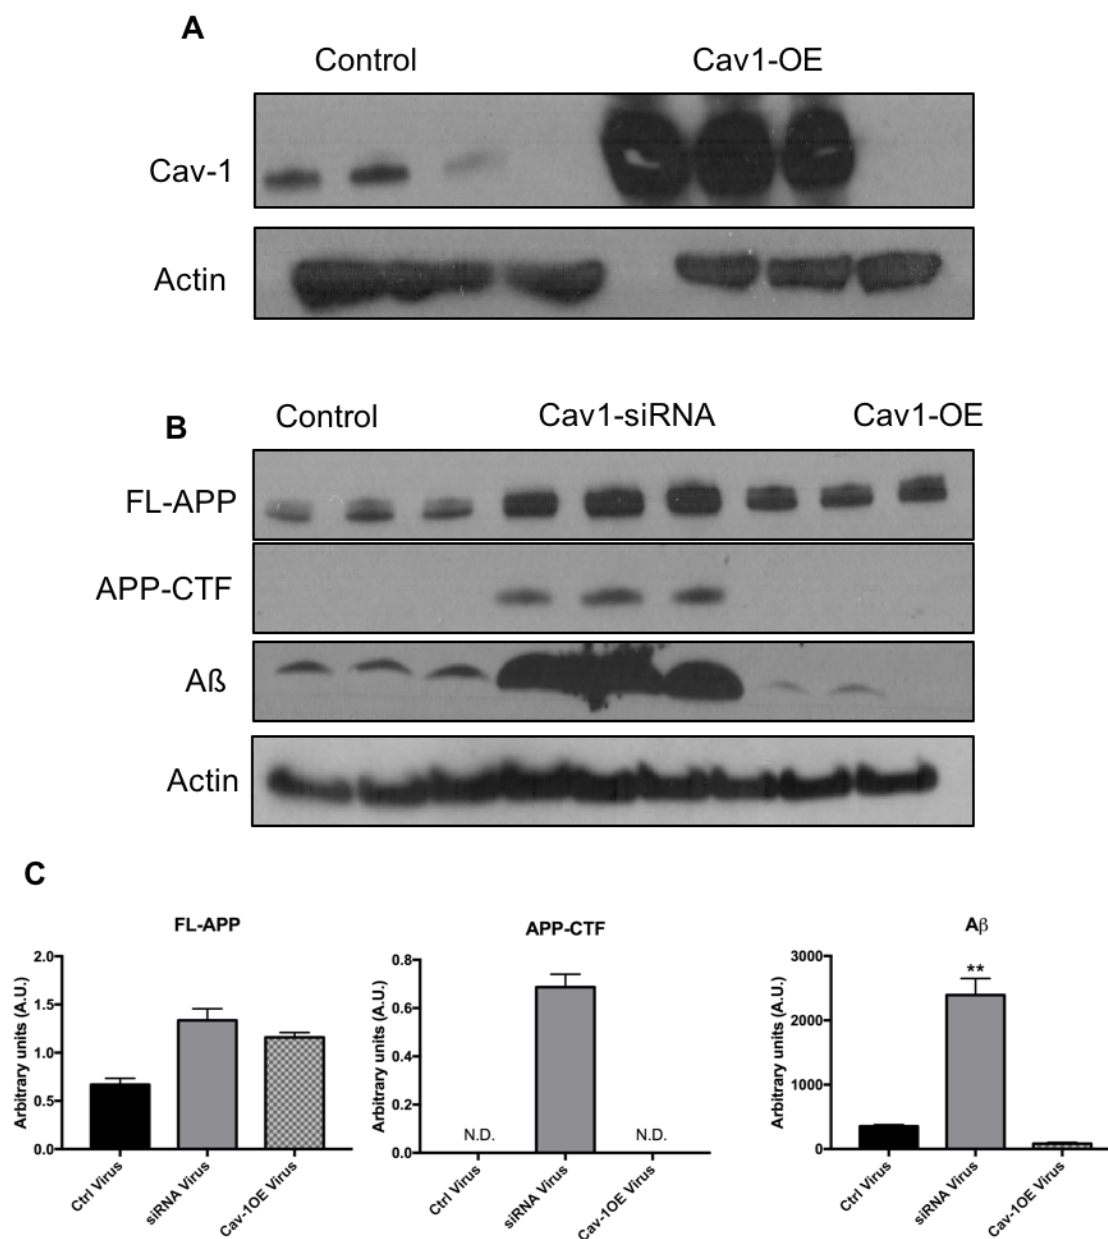 A
Control Cav1-OE
Cav-1
Actin
B
Control Cav1-siRNA Cav1-OE
FL-APP
APP-CTF
Aß
Actin
C
FL-APP
Arbitrary units (A.U.)
2.0
1.5
1.0
0.5
0.0
Ctrl Virus
siRNA Virus
Cav-1OE Virus
APP-CTF
Arbitrary units (A.U.)
0.8
0.6
0.4
0.2
0.0
N.D. N.D.
Ctrl Virus
siRNA Virus
Cav-1OE Virus
Aβ
Arbitrary units (A.U.)
3000
2000
1000
0
**
Ctrl Virus
siRNA Virus
Cav-1OE Virus